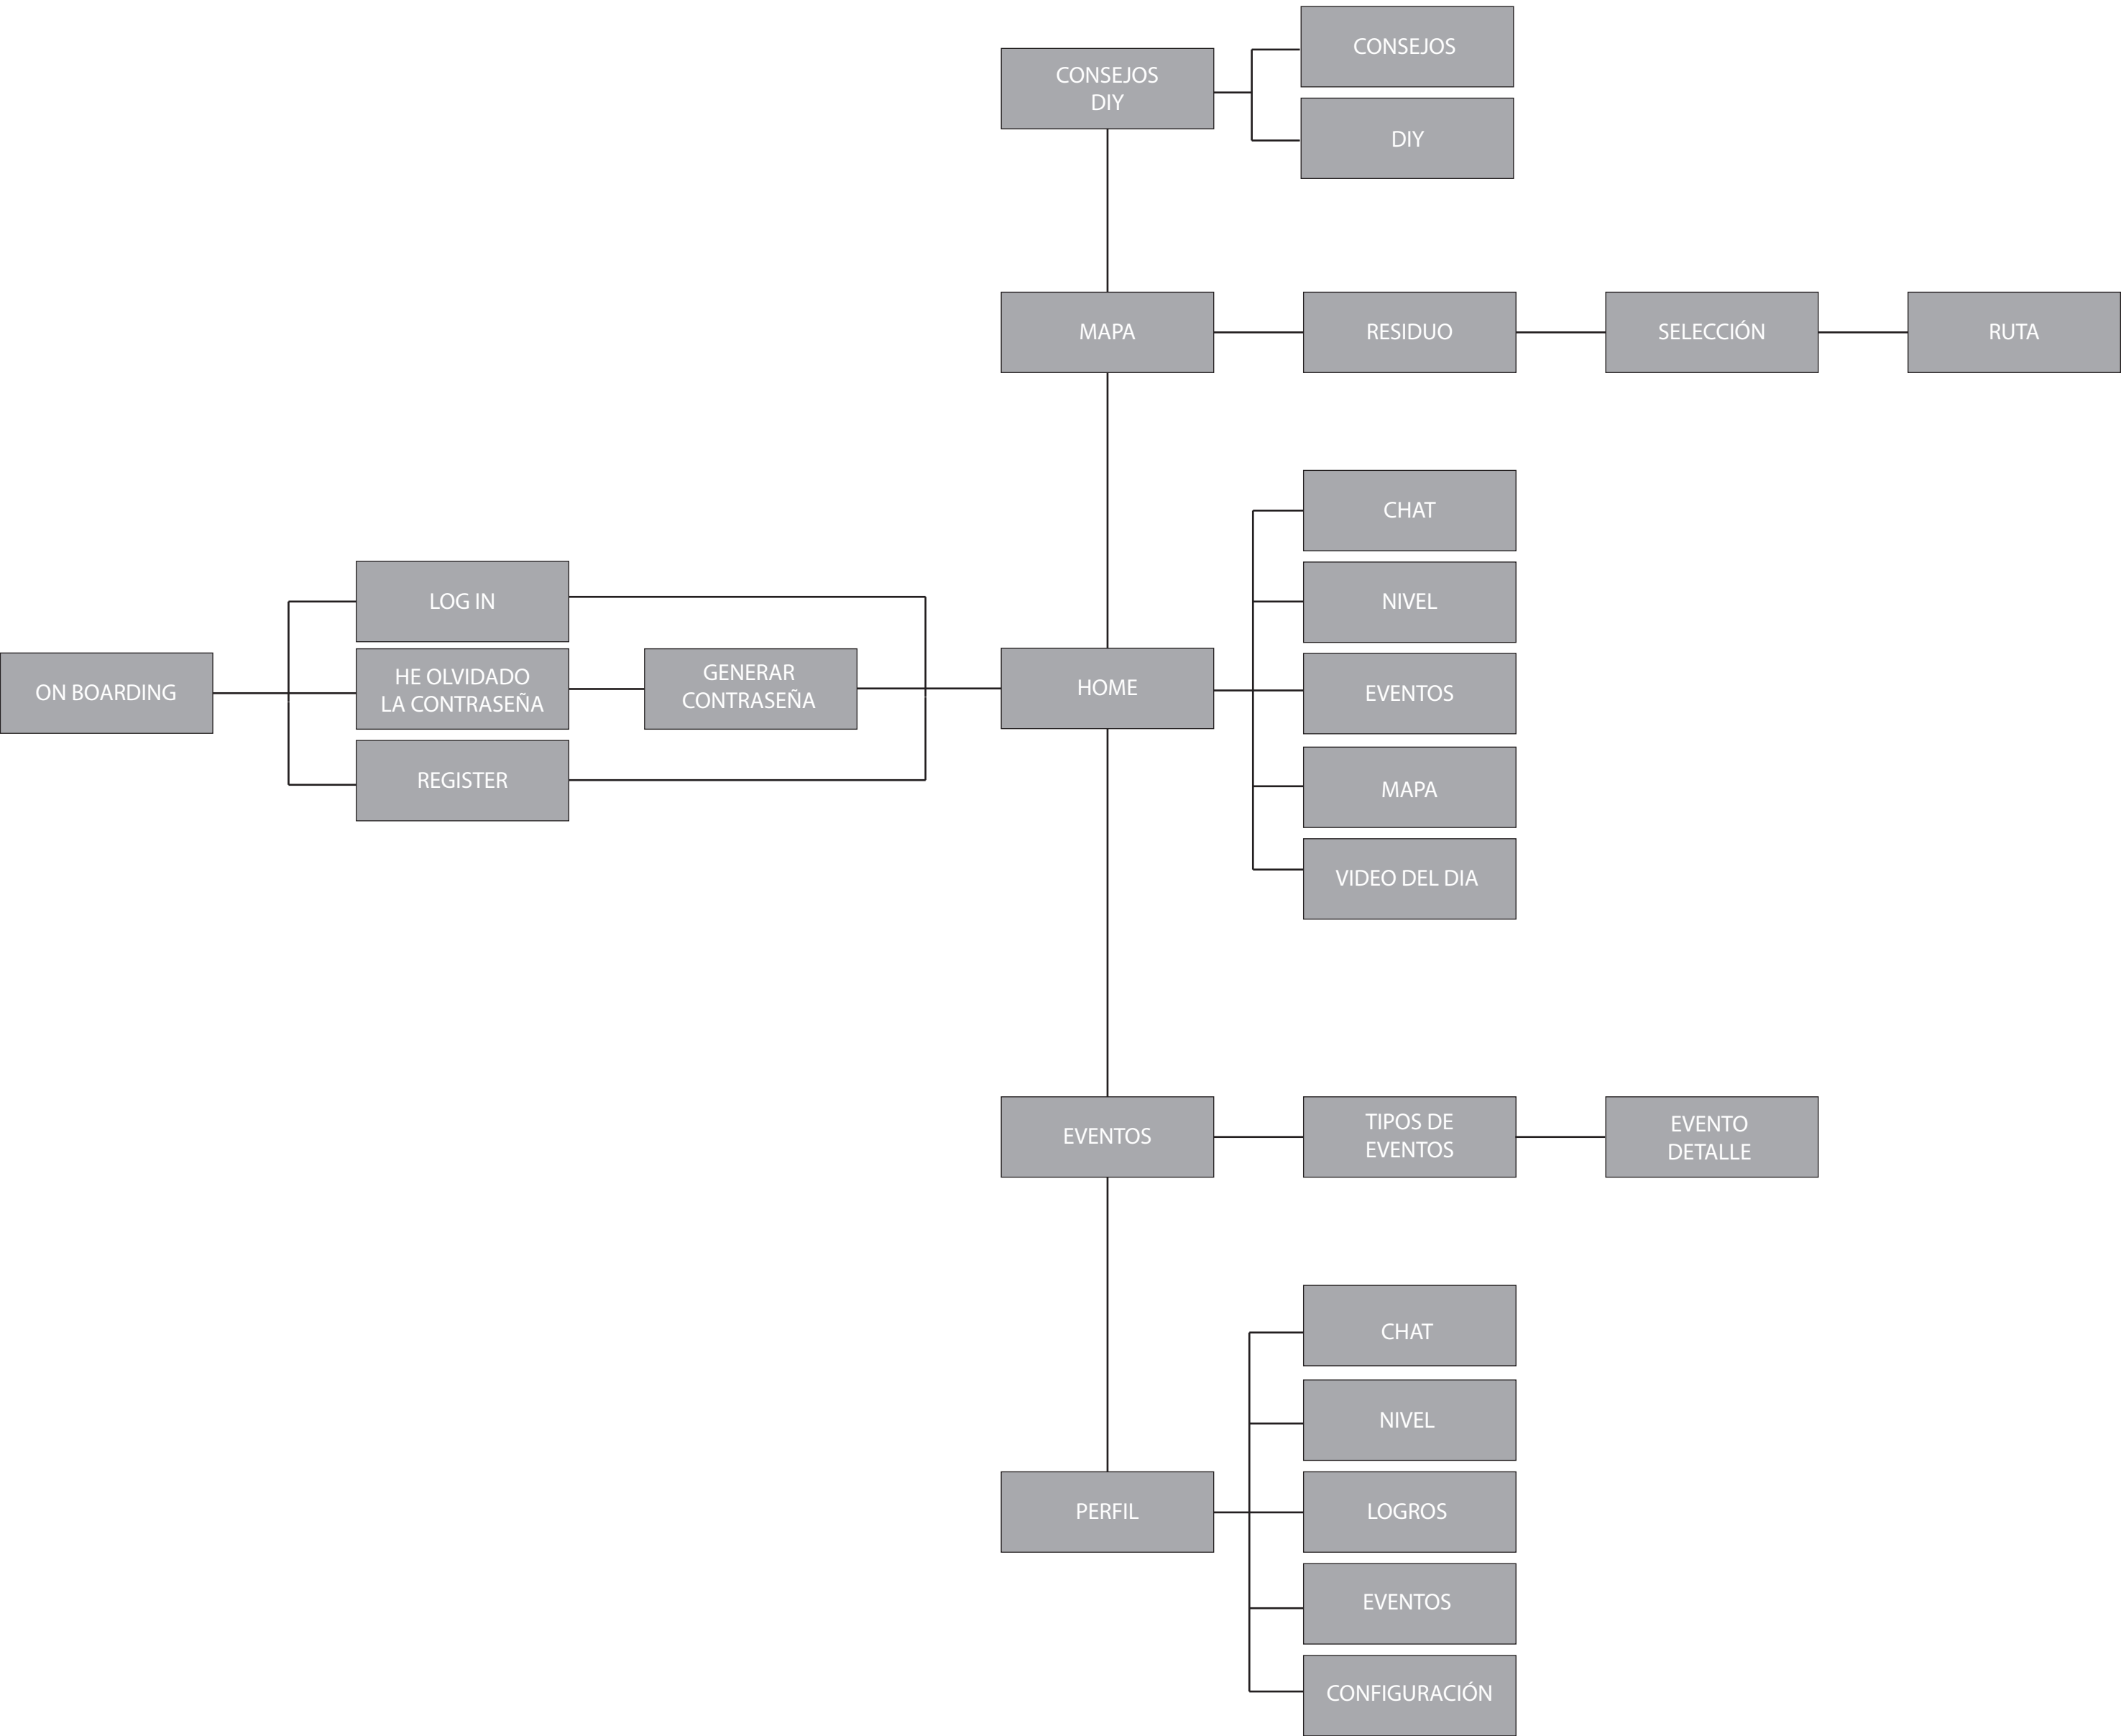 CONSEJOS
DIY
CONSEJOS
DIY
MAPA
RESIDUO
SELECCIÓN
RUTA
ON BOARDING
LOG IN
HE OLVIDADO
LA CONTRASEÑA
REGISTER
GENERAR
CONTRASEÑA
HOME
CHAT
NIVEL
EVENTOS
MAPA
VIDEO DEL DIA
EVENTOS
TIPOS DE
EVENTOS
EVENTO
DETALLE
PERFIL
CHAT
NIVEL
LOGROS
EVENTOS
CONFIGURACIÓN